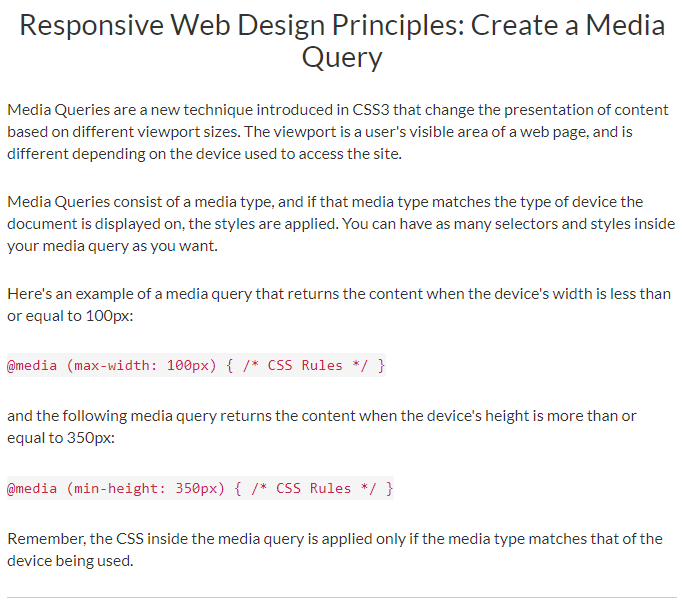 Responsive Web Design Principles: Create a Media
Query
Media Queries are a new technique introduced in CSS3 that change the presentation of content
based on different viewport sizes. The viewport is a user's visible area of a web page, and is
different depending on the device used to access the site.
Media Queries consist of a media type, and if that media type matches the type of device the
document is displayed on, the styles are applied. You can have as many selectors and styles inside
your media query as you want.
Here's an example of a media query that returns the content when the device's width is less than
or equal to 100px:
@media (max-width: 100px) { /* CSS Rules */ }
and the following media query returns the content when the device's height is more than or
equal to 350px:
@media (min-height: 350px) { /* CSS Rules */ }
Remember, the CSS inside the media query is applied only if the media type matches that of the
device being used.